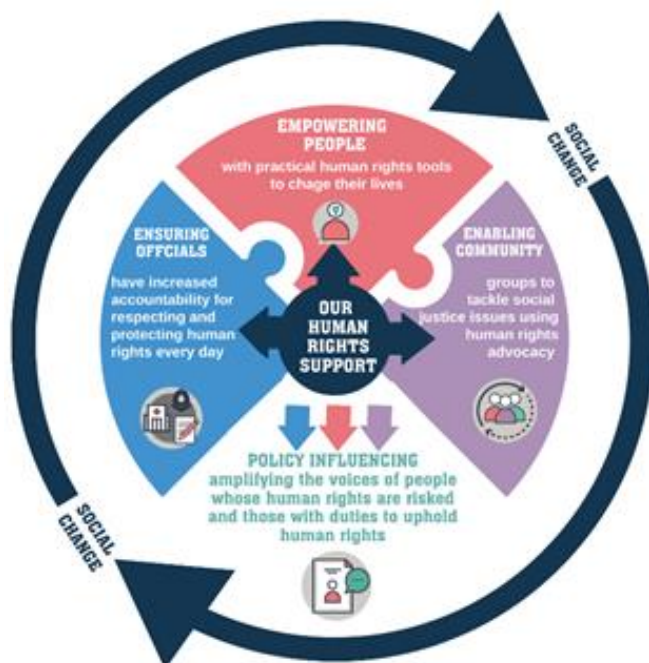 EMPOWERING
PEOPLE
with practical human rights tools
to chage their lives
ENSURING
OFFCIALS
have increased
accountability for
respecting and
protecting human
rights every day
ENABLING
COMMUNITY
groups to
tackle social
justice issues using
human rights
advocacy
OUR
HUMAN
RIGHTS
SUPPORT
POLICY INFLUENCING
amplifying the voices of people
whose human rights are risked
and those with duties to uphold
human rights
SOCIAL
CHANGE
SOCIAL
CHANGE